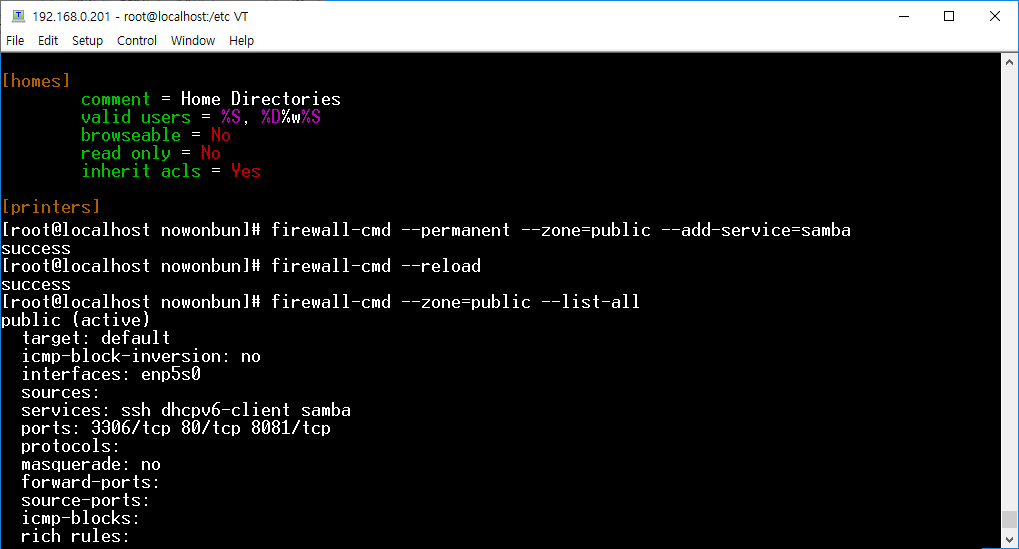 192.168.0.201 - root@localhost:/etc VT
File Edit Setup Control Window Help
[homes]
comment = Home Directories
valid users = %S, %D%w%S
browseable = No
read only = No
inherit acls = Yes
[printers]
[root@localhost nowonbun]# firewall-cmd --permanent --zone=public --add-service=samba
success
[root@localhost nowonbun]# firewall-cmd --reload
success
[root@localhost nowonbun]# firewall-cmd --zone=public --list-all
public (active)
  target: default
  icmp-block-inversion: no
  interfaces: enp5s0
  sources:
  services: ssh dhcpv6-client samba
  ports: 3306/tcp 80/tcp 8081/tcp
  protocols:
  masquerade: no
  forward-ports:
  source-ports:
  icmp-blocks:
  rich rules: